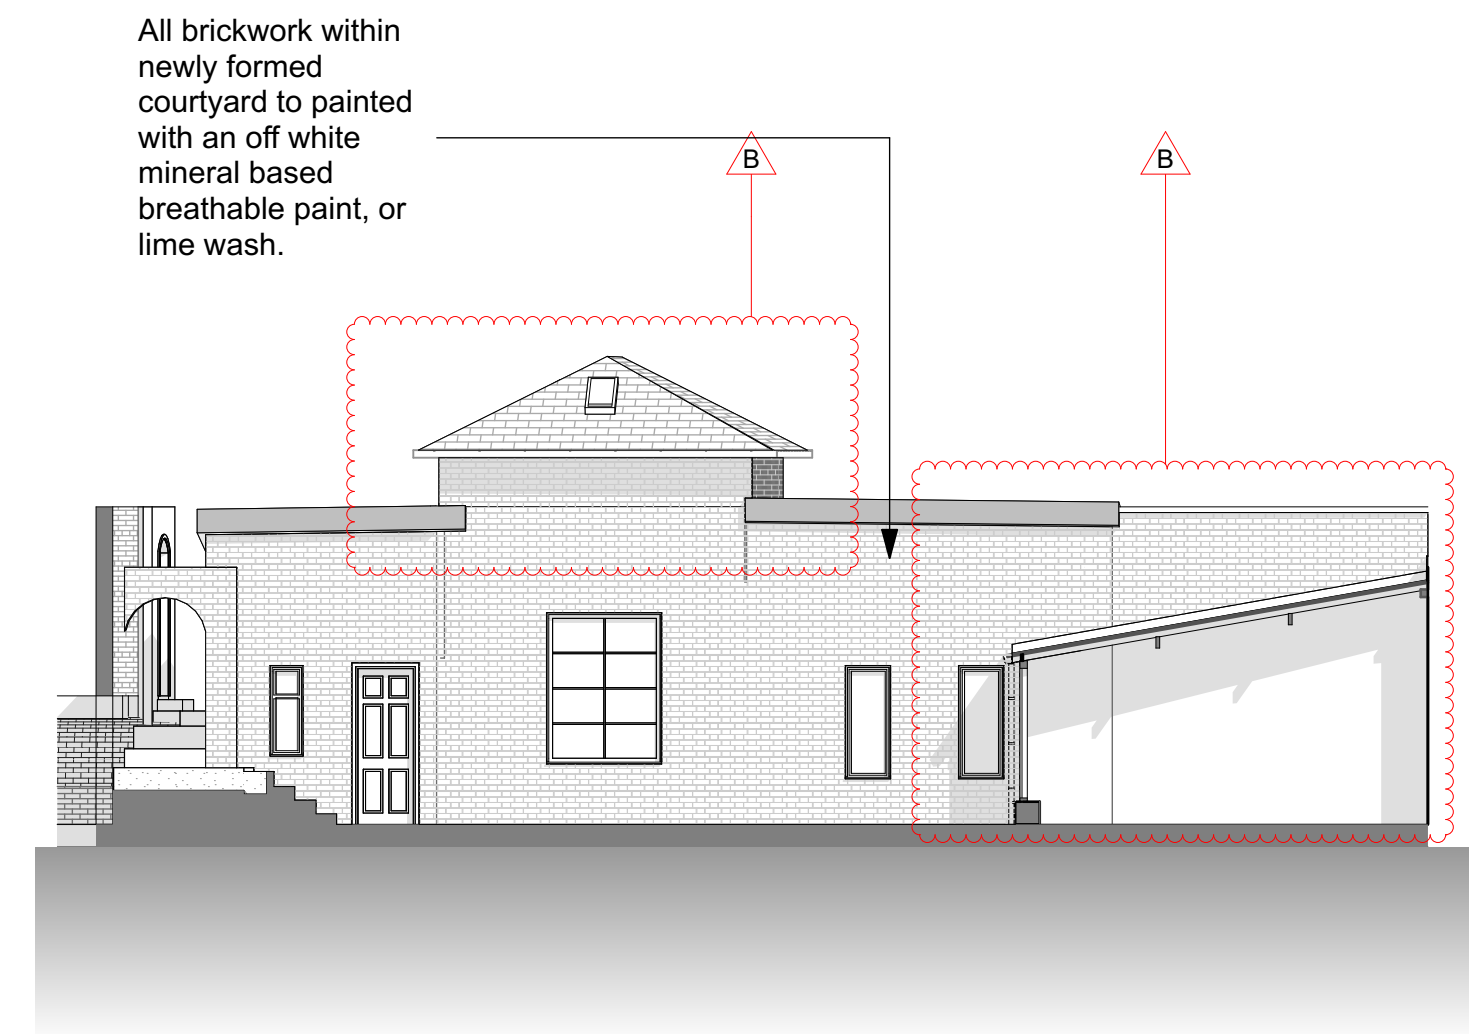 All brickwork within
newly formed
courtyard to painted
with an off white
mineral based
breathable paint, or
lime wash.
B
B